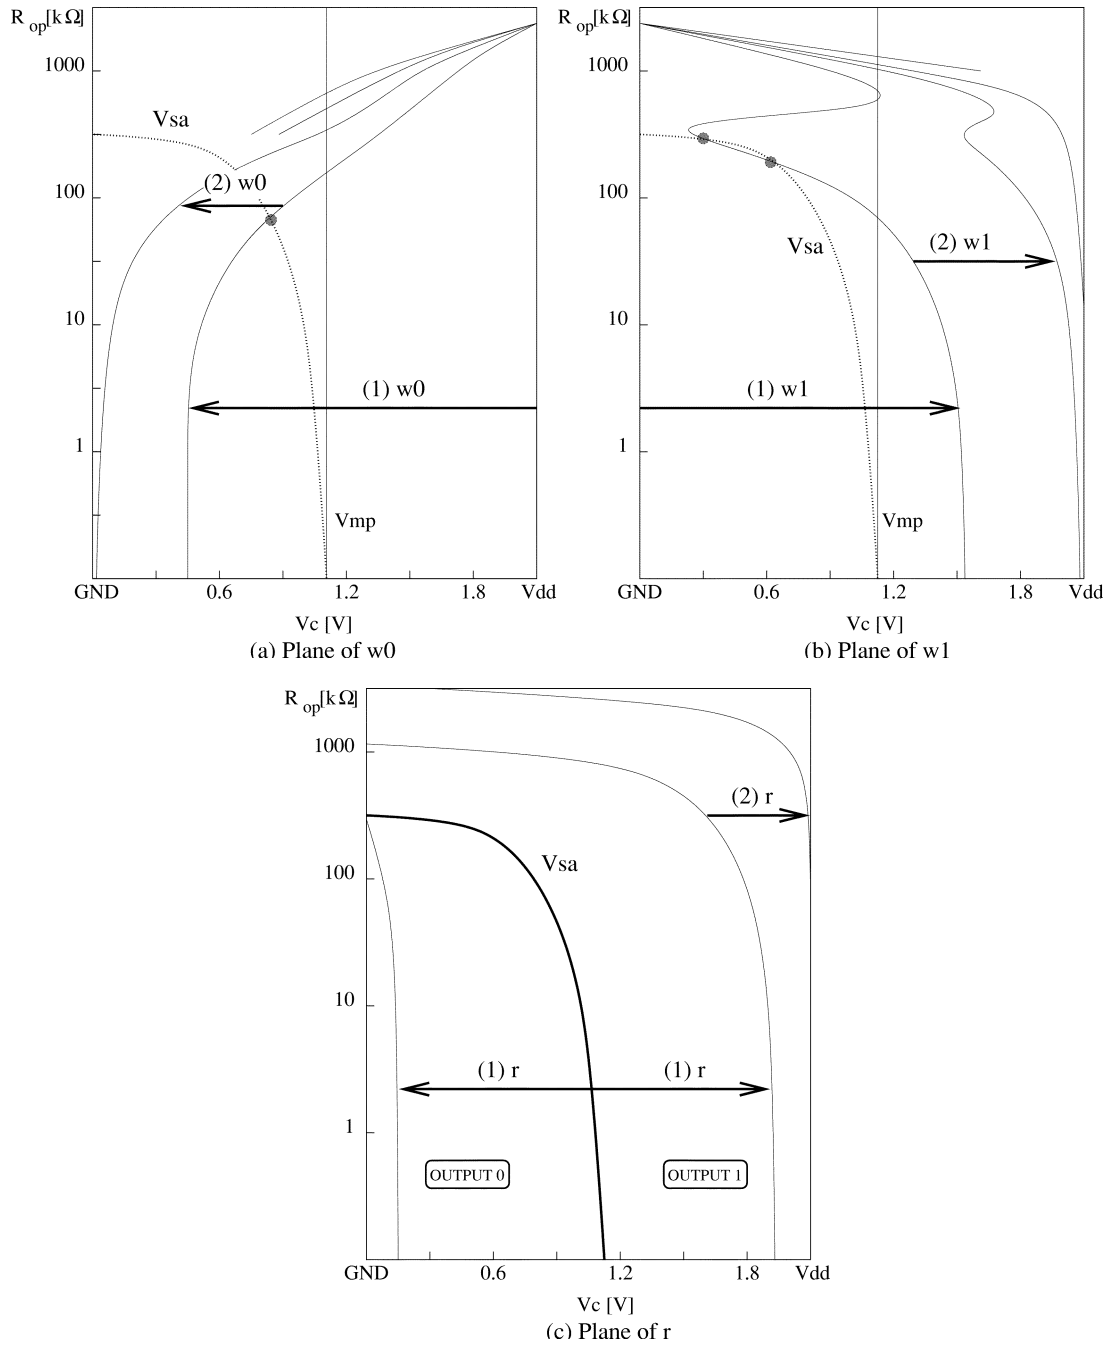 R op[k Ω]
1000
100
10
1
Vsa
(2) w0
(1) w0
Vmp
GND 0.6 1.2 1.8 Vdd
Vc [V]
(a) Plane of w0
R op[k Ω]
1000
100
10
1
Vsa
(2) w1
(1) w1
Vmp
GND 0.6 1.2 1.8 Vdd
Vc [V]
(b) Plane of w1
R op[k Ω]
1000
100
10
1
(2) r
Vsa
(1) r (1) r
OUTPUT 0 OUTPUT 1
GND 0.6 1.2 1.8 Vdd
Vc [V]
(c) Plane of r